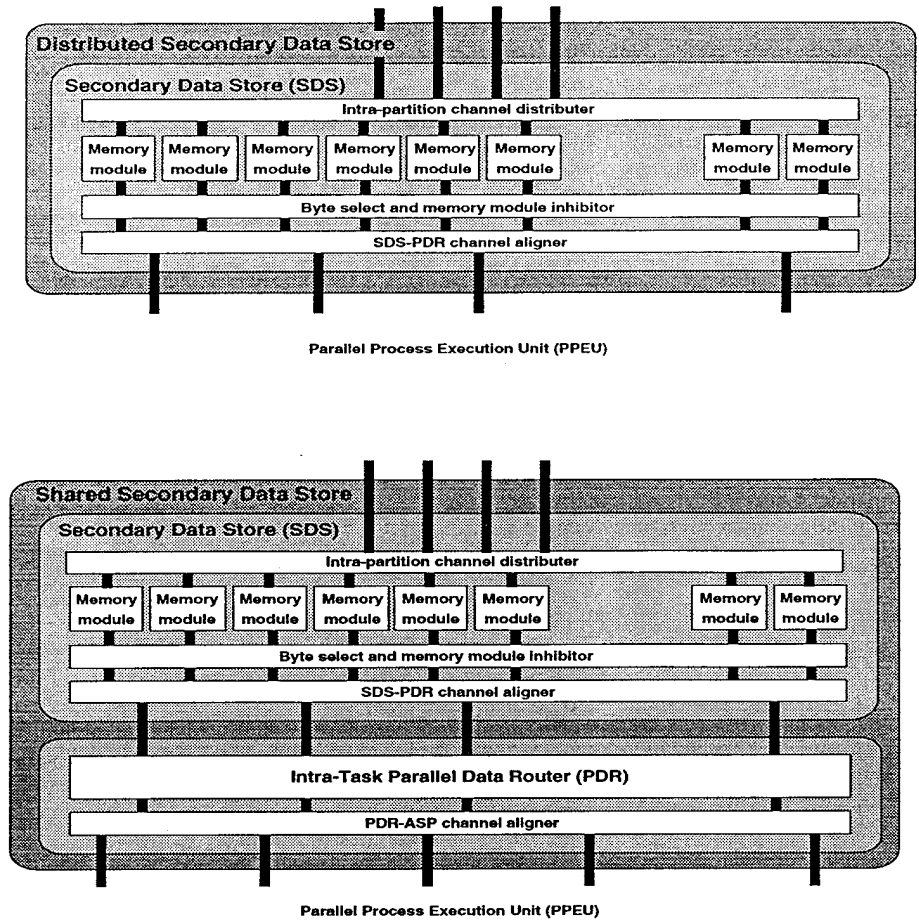 Distributed Secondary Data Store
Secondary Data Store (SDS)
Intra-partition channel distributer
Memory module
Memory module
Memory module
Memory module
Memory module
Memory module
Memory module
Memory module
Byte select and memory module inhibitor
SDS-PDR channel aligner
Parallel Process Execution Unit (PPEU)
Shared Secondary Data Store
Secondary Data Store (SDS)
Intra-partition channel distributer
Memory module
Memory module
Memory module
Memory module
Memory module
Memory module
Memory module
Memory module
Byte select and memory module inhibitor
SDS-PDR channel aligner
Intra-Task Parallel Data Router (PDR)
PDR-ASP channel aligner
Parallel Process Execution Unit (PPEU)